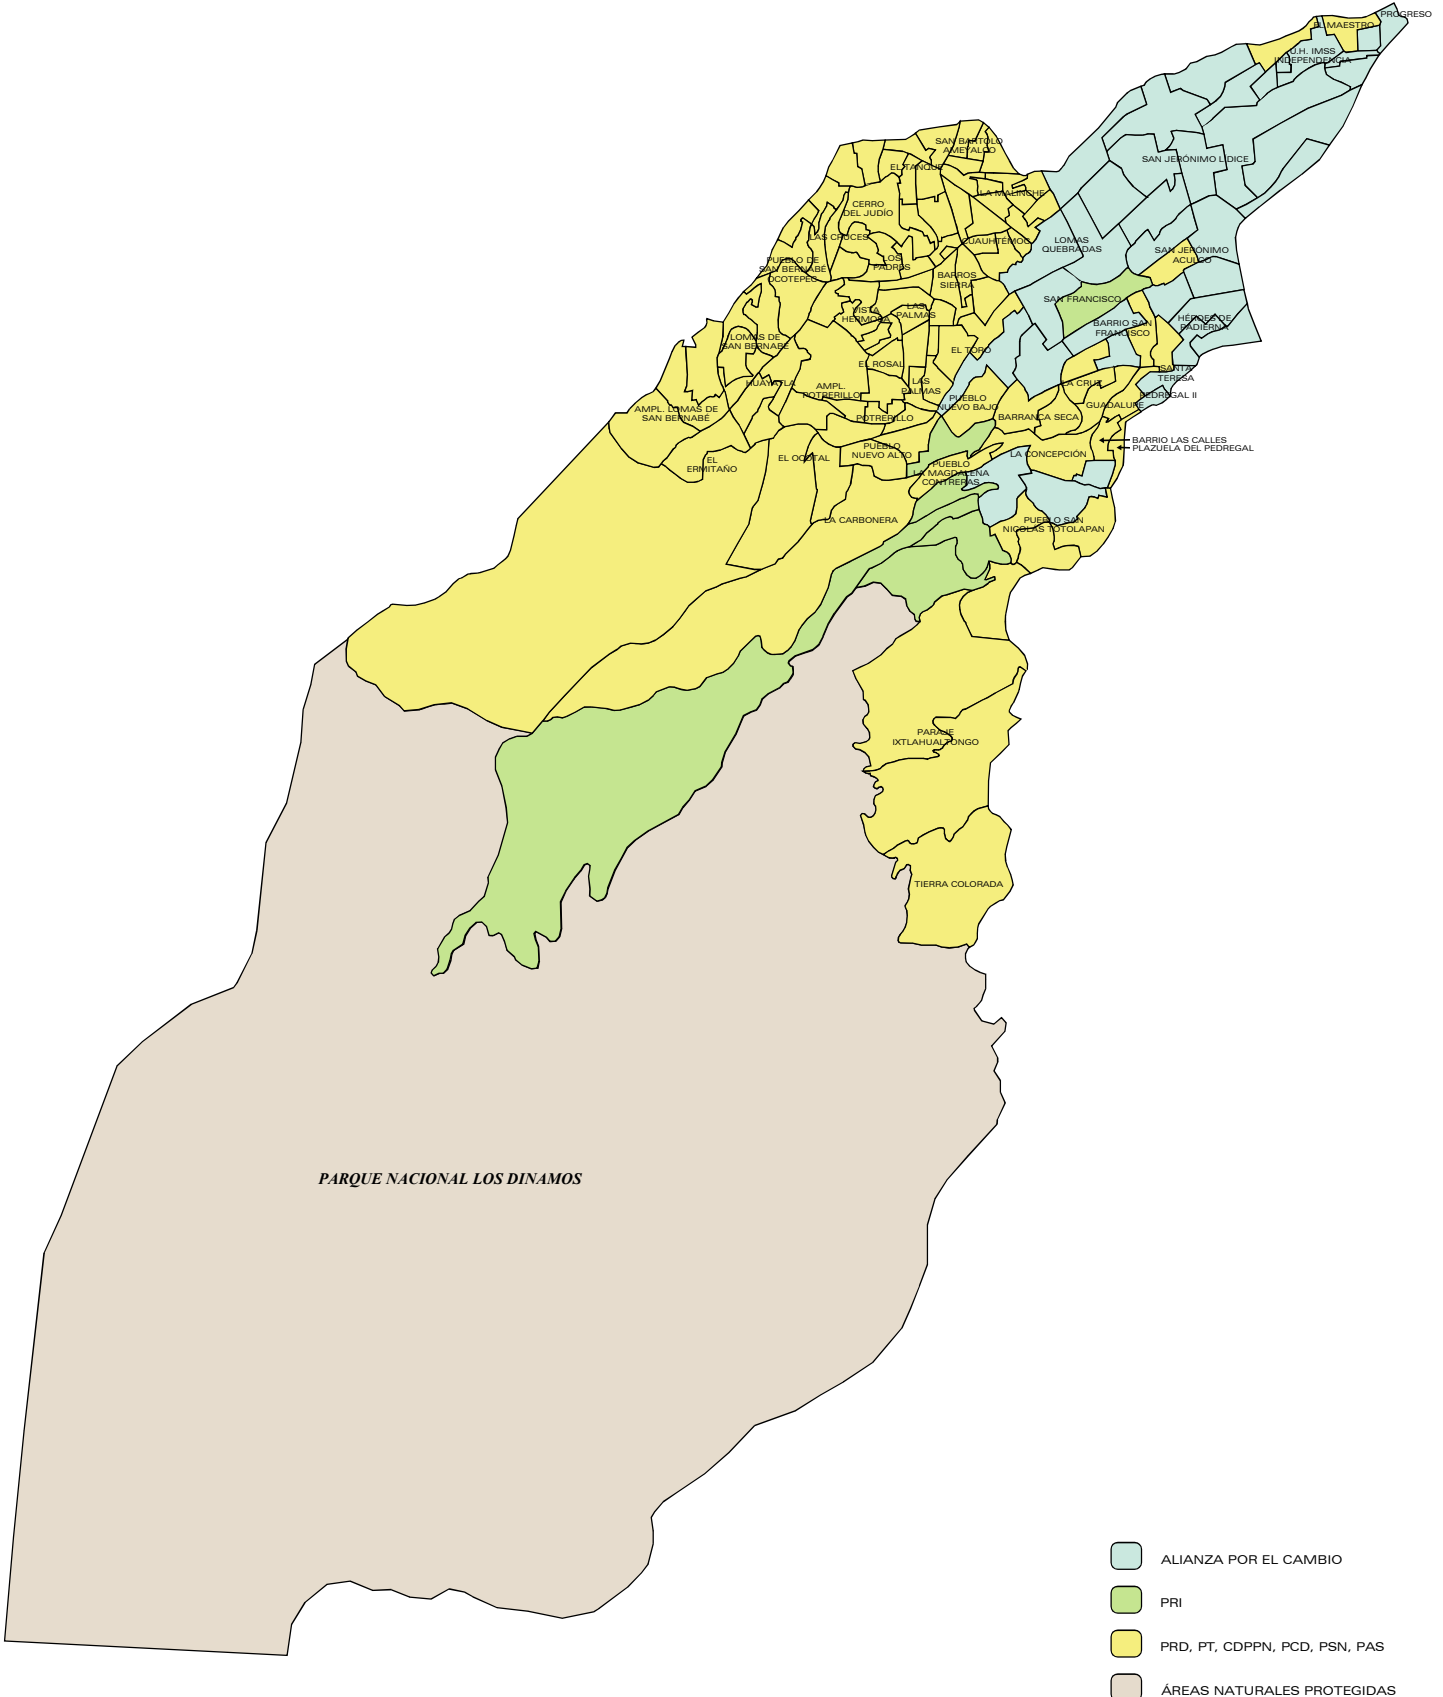 PROGRESO
EL MAESTRO
U.H. IMSS
INDEPENDENCIA
SAN BARTOLO
AMEYALCO
EL TANQUE
SAN JERÓNIMO LÍDICE
LA MALINCHE
CERRO
DEL JUDÍO
LAS CRUCES
CUAUHTÉMOC
LOMAS
QUEBRADAS
SAN JERÓNIMO
ACULCO
PUEBLO DE
SAN BERNABÉ
OCOTEPEC
LOS
PADRES
BARROS
SIERRA
SAN FRANCISCO
VISTA
HERMOSA
LAS
PALMAS
BARRIO SAN
FRANCISCO
HÉROES DE
PADIERNA
LOMAS DE
SAN BERNABÉ
EL TORO
EL ROSAL
SANTA
TERESA
HUAYATLA
AMPL.
POTRERILLO
LAS
PALMAS
LA CRUZ
PEDREGAL II
PUEBLO
NUEVO BAJO
GUADALUPE
AMPL. LOMAS DE
SAN BERNABÉ
POTRERILLO
BARRANCA SECA
BARRIO LAS CALLES
PLAZUELA DEL PEDREGAL
EL
ERMITAÑO
EL OCOTAL
PUEBLO
NUEVO ALTO
LA CONCEPCIÓN
PUEBLO
LA MAGDALENA
CONTRERAS
LA CARBONERA
PUEBLO SAN
NICOLÁS TOTOLAPAN
PARAJE
IXTLAHUALTONGO
TIERRA COLORADA
PARQUE NACIONAL LOS DINAMOS
ALIANZA POR EL CAMBIO
PRI
PRD, PT, CDPPN, PCD, PSN, PAS
ÁREAS NATURALES PROTEGIDAS